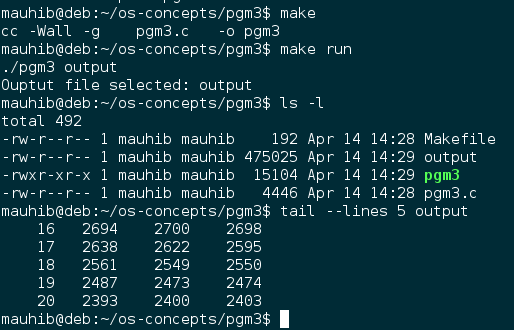 mauhib@deb:~/os-concepts/pgm3$ make
cc -Wall -g    pgm3.c   -o pgm3
mauhib@deb:~/os-concepts/pgm3$ make run
./pgm3 output
Ouptut file selected: output
mauhib@deb:~/os-concepts/pgm3$ ls -l
total 492
-rw-r--r-- 1 mauhib mauhib    192 Apr 14 14:28 Makefile
-rw-r--r-- 1 mauhib mauhib 475025 Apr 14 14:29 output
-rwxr-xr-x 1 mauhib mauhib  15104 Apr 14 14:29 pgm3
-rw-r--r-- 1 mauhib mauhib   4446 Apr 14 14:28 pgm3.c
mauhib@deb:~/os-concepts/pgm3$ tail --lines 5 output
    16   2694    2700    2698
    17   2638    2622    2595
    18   2561    2549    2550
    19   2487    2473    2474
    20   2393    2400    2403
mauhib@deb:~/os-concepts/pgm3$